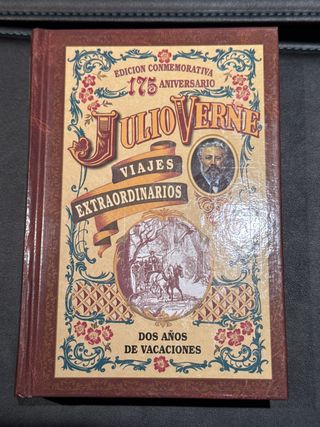 EDICION CONMEMORATIVA
175 ANIVERSARIO
JULIO VERNE
VIAJES
EXTRAORDINARIOS
DOS AÑOS
DE VACACIONES